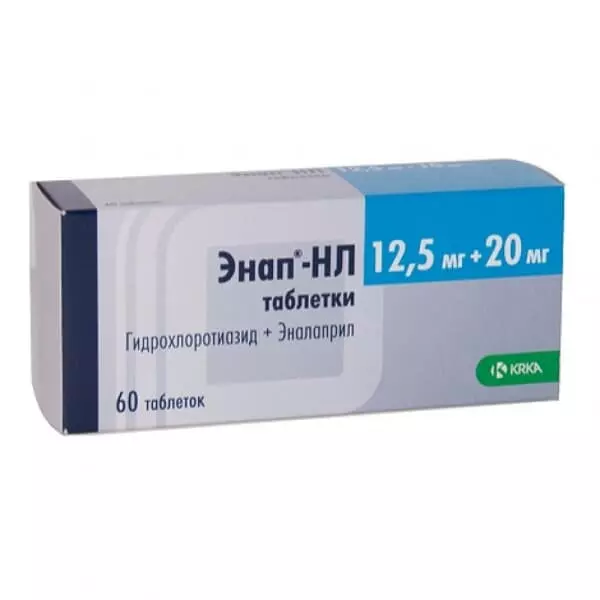 Энап®-НЛ
таблетки
12,5 мг + 20 мг
Гидрохлоротиазид + Эналаприл
KRKA
60 таблеток